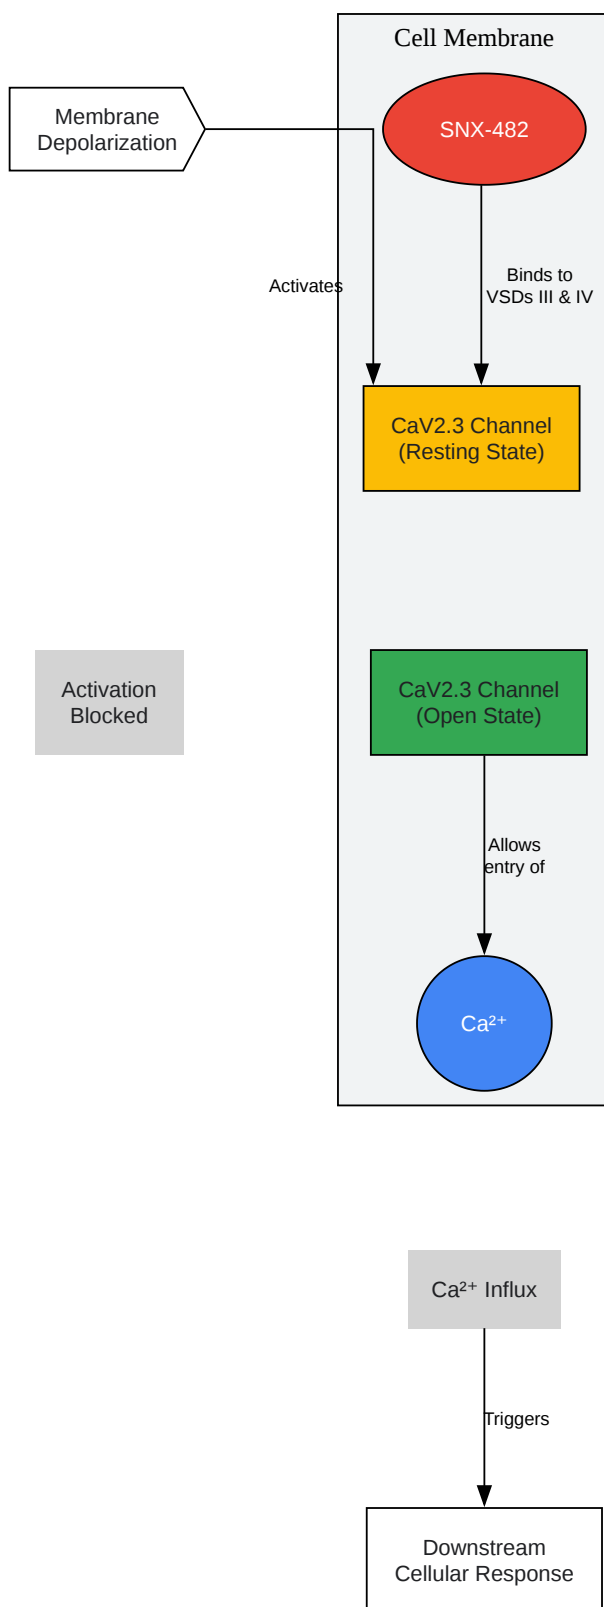 Cell Membrane
Membrane
Depolarization
SNX-482
Activates
Binds to
VSDs III & IV
CaV2.3 Channel
(Resting State)
Activation
Blocked
CaV2.3 Channel
(Open State)
Allows
entry of
Ca²⁺
Ca²⁺ Influx
Triggers
Downstream
Cellular Response